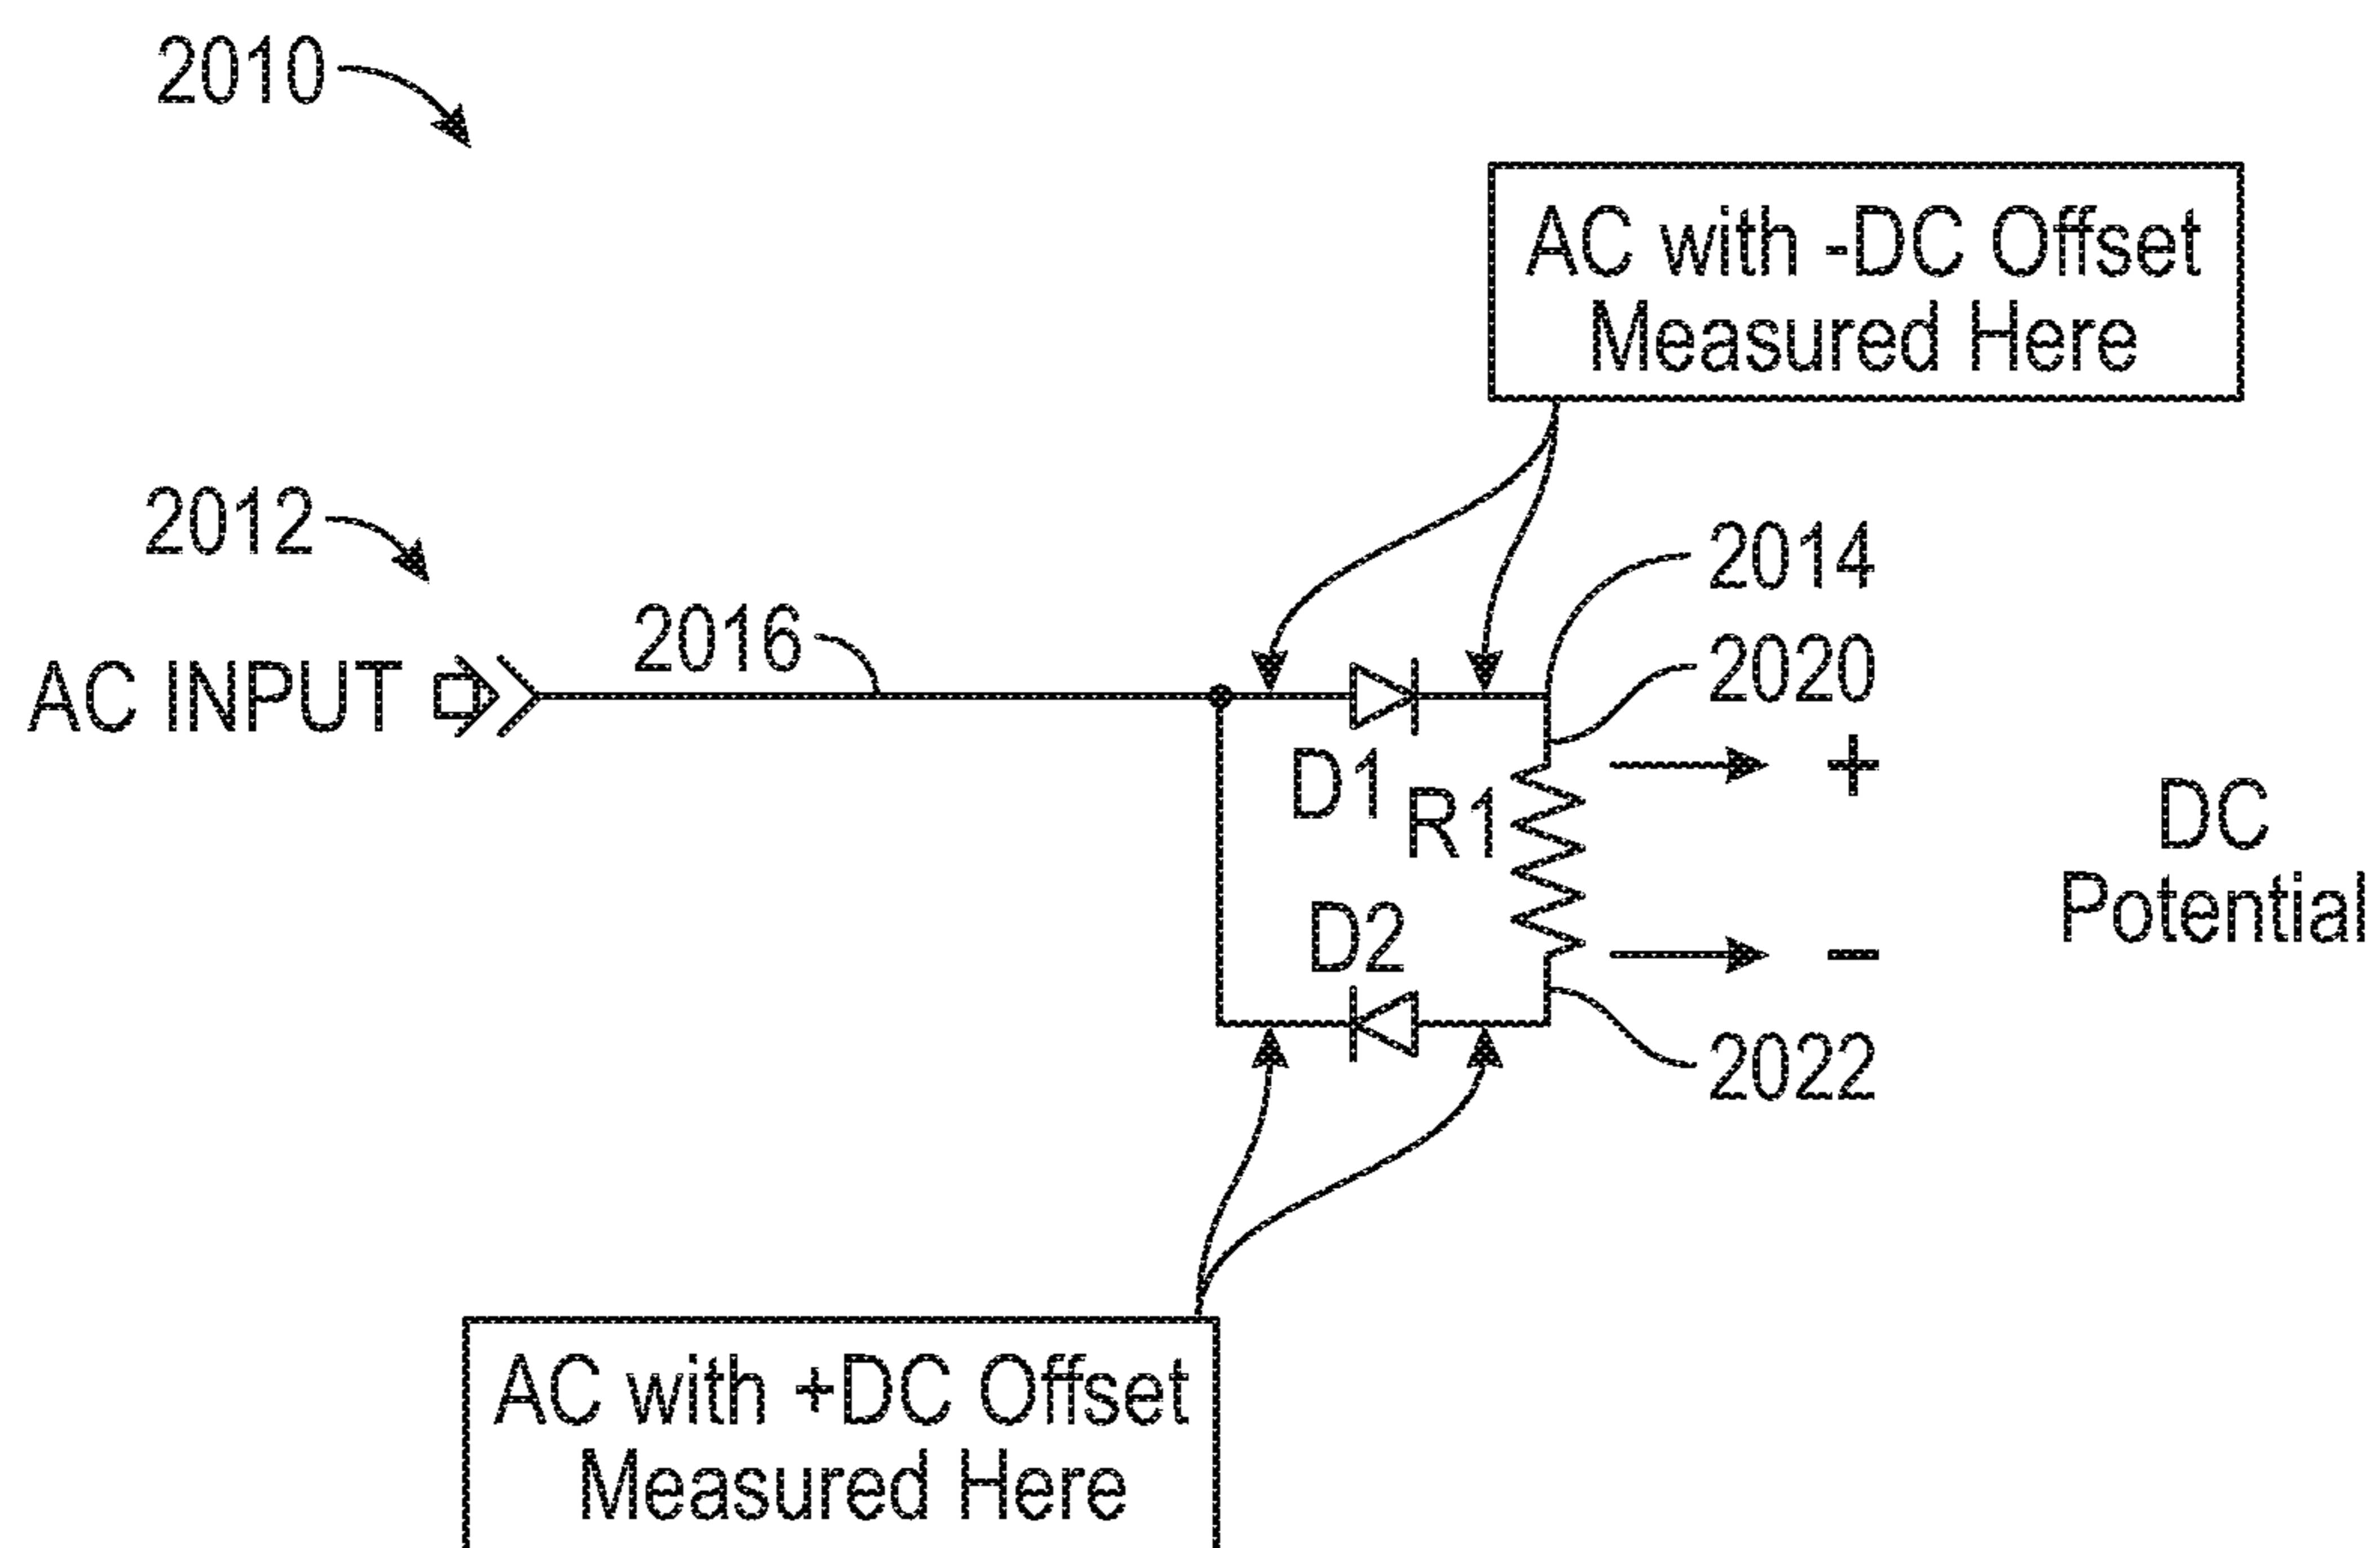 2010
AC with -DC Offset
Measured Here
2012
2016
2014
2020
AC INPUT
D1
R1
+
DC
Potential
D2
−
2022
AC with +DC Offset
Measured Here